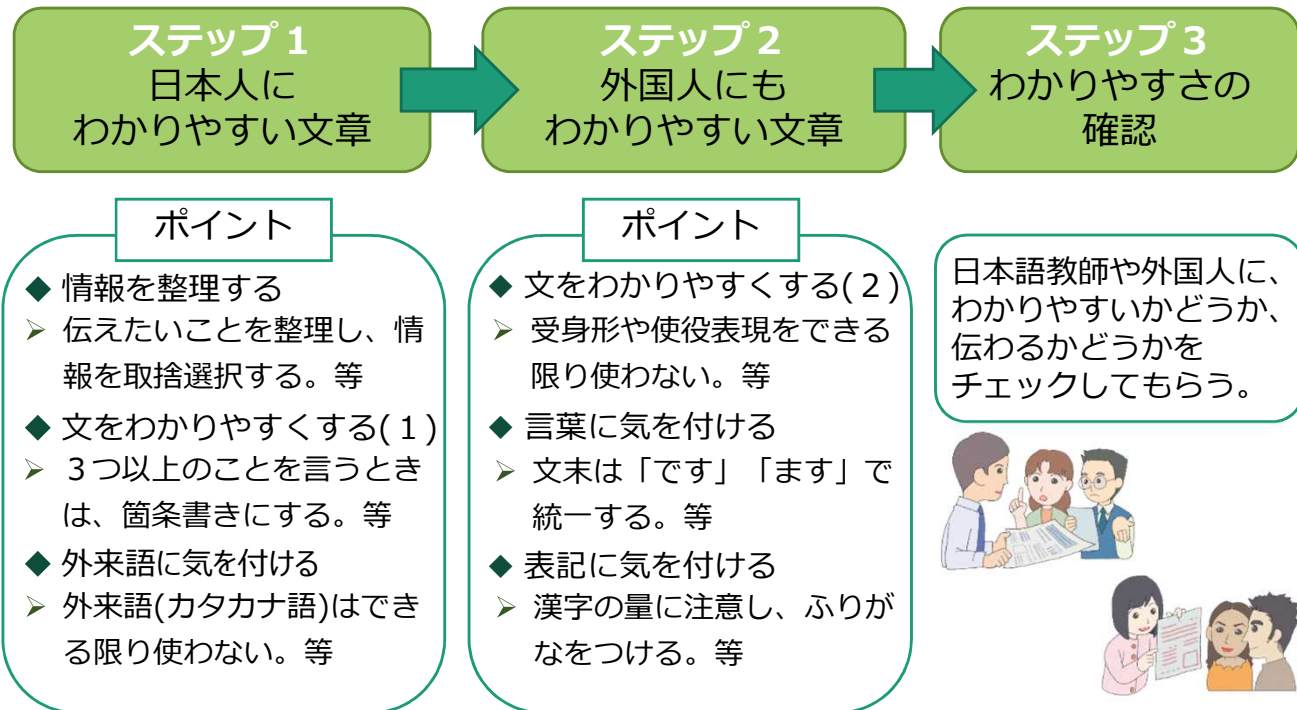 ステップ１
日本人に
わかりやすい文章
ステップ２
外国人にも
わかりやすい文章
ステップ３
わかりやすさの
確認
ポイント
◆ 情報を整理する
➢ 伝えたいことを整理し、情
報を取捨選択する。等
◆ 文をわかりやすくする(１)
➢ ３つ以上のことを言うとき
は、箇条書きにする。等
◆ 外来語に気を付ける
➢ 外来語(カタカナ語)はでき
る限り使わない。等
ポイント
◆ 文をわかりやすくする(２)
➢ 受身形や使役表現をできる
限り使わない。等
◆ 言葉に気を付ける
➢ 文末は「です」「ます」で
統一する。等
◆ 表記に気を付ける
➢ 漢字の量に注意し、ふりが
なをつける。等
日本語教師や外国人に、
わかりやすいかどうか、
伝わるかどうかを
チェックしてもらう。